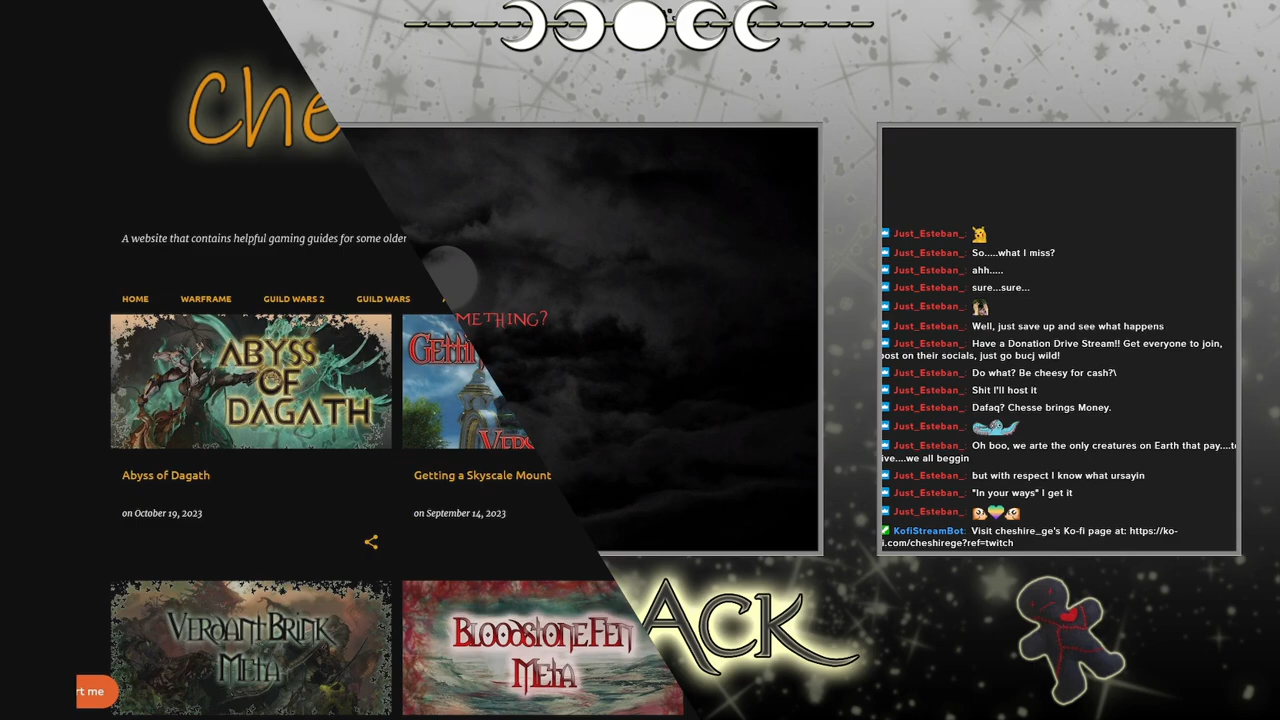 Che
A website that contains helpful gaming guides for some older
HOME WARFRAME GUILD WARS 2 GUILD WARS
ABYSS
OF
DAGATH
METHING?
Abyss of Dagath
on October 19, 2023
Getting a Skyscale Mount
on September 14, 2023
VERDANT BRINK
META
BLOODSTONE FEN
META
rt me
ACK
Just_Esteban_:
Just_Esteban_: So.....what I miss?
Just_Esteban_: ahh.....
Just_Esteban_: sure...sure...
Just_Esteban_:
Just_Esteban_: Well, just save up and see what happens
Just_Esteban_: Have a Donation Drive Stream!! Get everyone to join,
post on their socials, just go bucj wild!
Just_Esteban_: Do what? Be cheesy for cash?\
Just_Esteban_: Shit I'll host it
Just_Esteban_: Dafaq? Chesse brings Money.
Just_Esteban_:
Just_Esteban_: Oh boo, we arte the only creatures on Earth that pay....t
ive....we all beggin
Just_Esteban_: but with respect I know what ursayin
Just_Esteban_: "In your ways" I get it
Just_Esteban_:
KofiStreamBot: Visit cheshire_ge's Ko-fi page at: https://ko-
i.com/cheshirege?ref=twitch